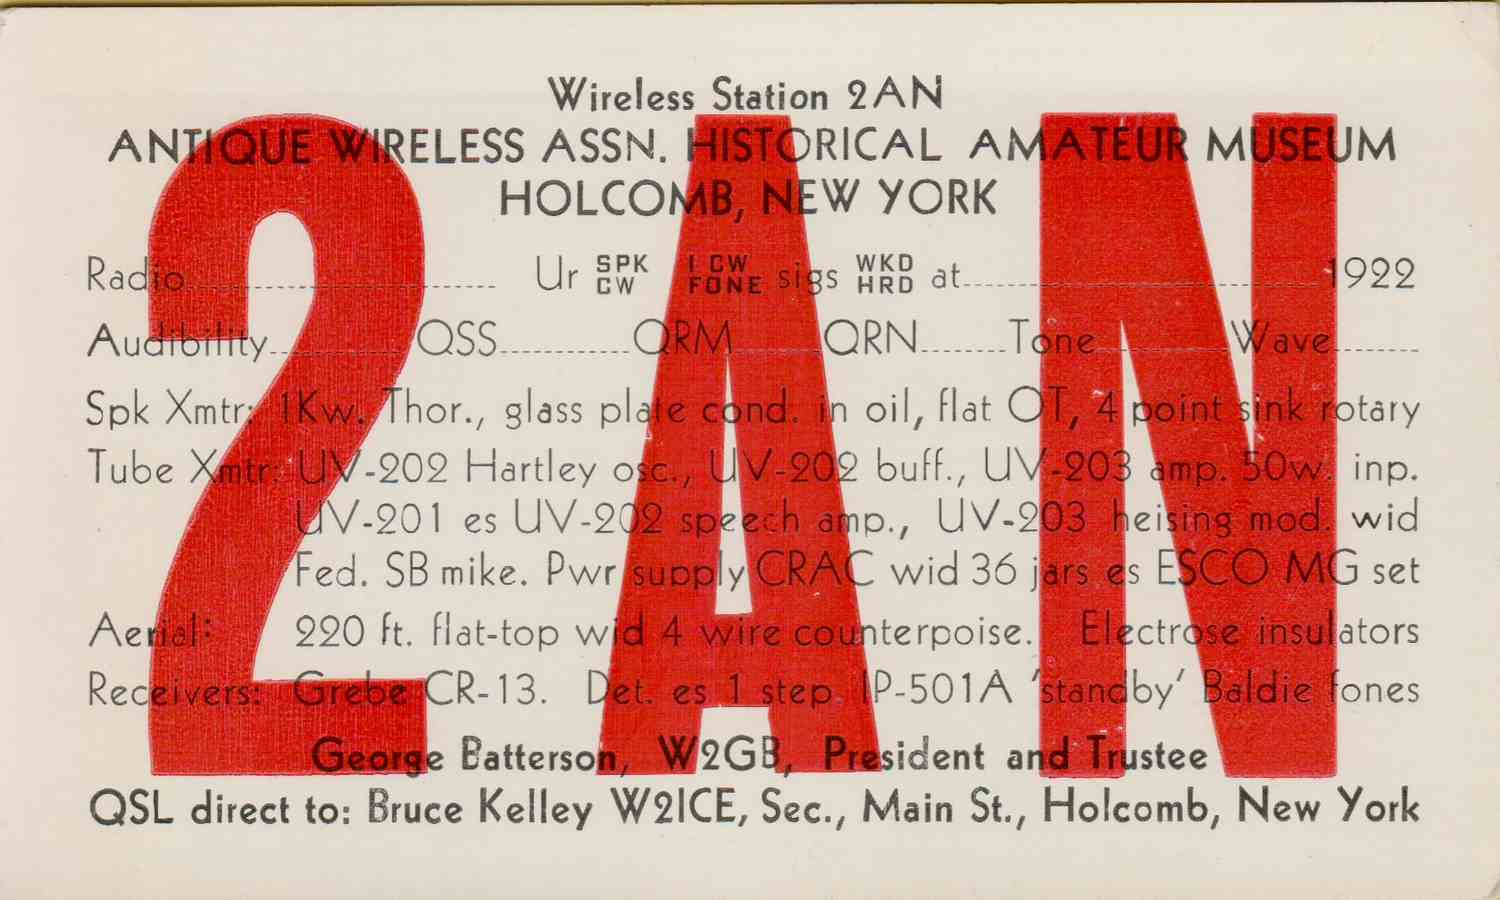 Wireless Station 2AN
ANTIQUE WIRELESS ASSN. HISTORICAL AMATEUR MUSEUM
HOLCOMB, NEW YORK
2AN
Radio Ur SPK CW I CW FONE sigs WKD HRD at 1922
Audibility QSS QRM QRN Tone Wave
Spk Xmtr: 1Kw. Thor., glass plate cond. in oil, flat OT, 4 point sink rotary
Tube Xmtr: UV-202 Hartley osc., UV-202 buff., UV-203 amp. 50w. inp.
UV-201 es UV-202 speech amp., UV-203 heising mod. wid
Fed. SB mike. Pwr supply CRAC wid 36 jars es ESCO MG set
Aerial: 220 ft. flat-top wid 4 wire counterpoise. Electrose insulators
Receivers: Grebe CR-13. Det. es 1 step IP-501A 'standby' Baldie fones
George Batterson, W2GB, President and Trustee
QSL direct to: Bruce Kelley W2ICE, Sec., Main St., Holcomb, New York